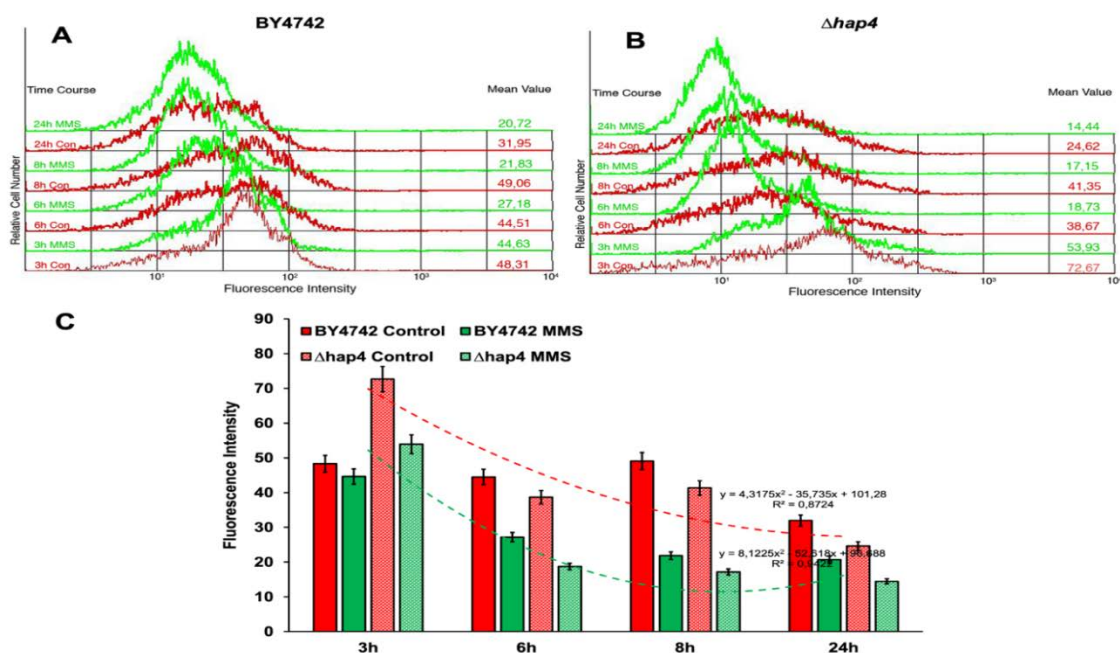 A
BY4742
Time Course
Mean Value
24h MMS
20,72
24h Con
31,95
8h MMS
21,83
8h Con
49,06
6h MMS
27,18
6h Con
44,51
3h MMS
44,63
3h Con
48,31
Relative Cell Number
10¹
10²
10³
10⁴
Fluorescence Intensity
B
Δhap4
Time Course
Mean Value
24h MMS
14,44
24h Con
24,62
8h MMS
17,15
8h Con
41,35
6h MMS
18,73
6h Con
38,67
3h MMS
53,93
3h Con
72,67
Relative Cell Number
10¹
10²
10³
Fluorescence Intensity
C
BY4742 Control
BY4742 MMS
Δhap4 Control
Δhap4 MMS
90
80
70
60
50
40
30
20
10
0
Fluorescence Intensity
y = 4,3175x² - 35,735x + 101,28
R² = 0,8724
y = 8,1225x²
R² =
3h
6h
8h
24h